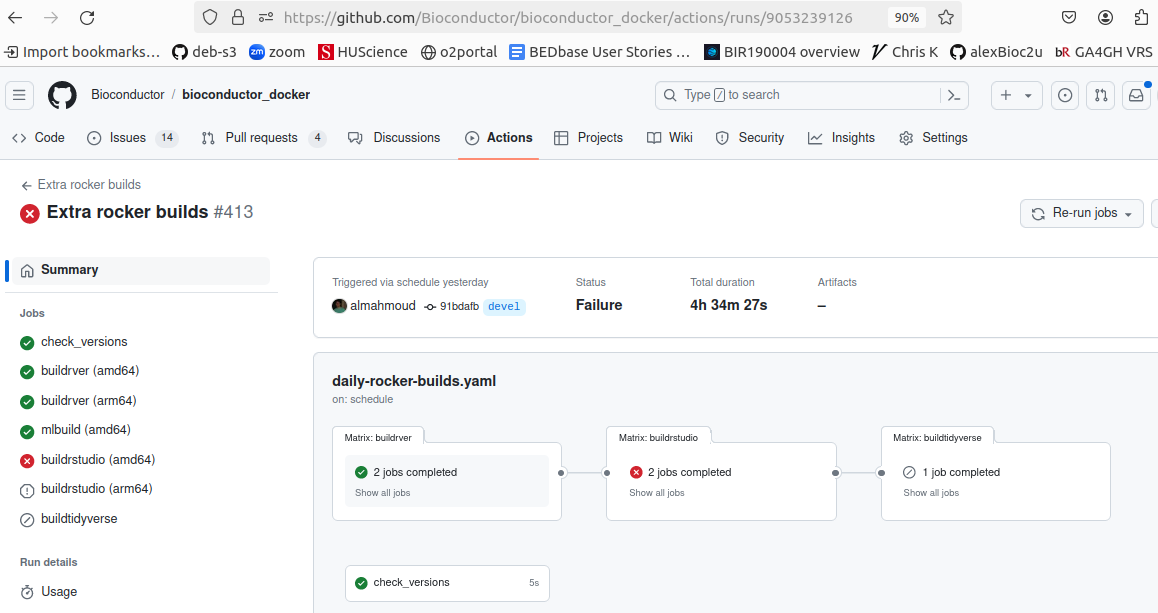 https://github.com/Bioconductor/bioconductor_docker/actions/runs/9053239126 90%
Import bookmarks… deb-s3 zm zoom S HUScience o2portal BEDbase User Stories … BIR190004 overview V Chris K alexBioc2u bR GA4GH VRS
Bioconductor / bioconductor_docker Type / to search
Code Issues 14 Pull requests 4 Discussions Actions Projects Wiki Security Insights Settings
Extra rocker builds
Extra rocker builds #413 Re-run jobs
Summary
Jobs
check_versions
buildrver (amd64)
buildrver (arm64)
mlbuild (amd64)
buildrstudio (amd64)
buildrstudio (arm64)
buildtidyverse
Run details
Usage
Triggered via schedule yesterday Status Total duration Artifacts
almahmoud 91bdafb devel Failure 4h 34m 27s –
daily-rocker-builds.yaml
on: schedule
Matrix: buildrver
2 jobs completed
Show all jobs
Matrix: buildrstudio
2 jobs completed
Show all jobs
Matrix: buildtidyverse
1 job completed
Show all jobs
check_versions 5s